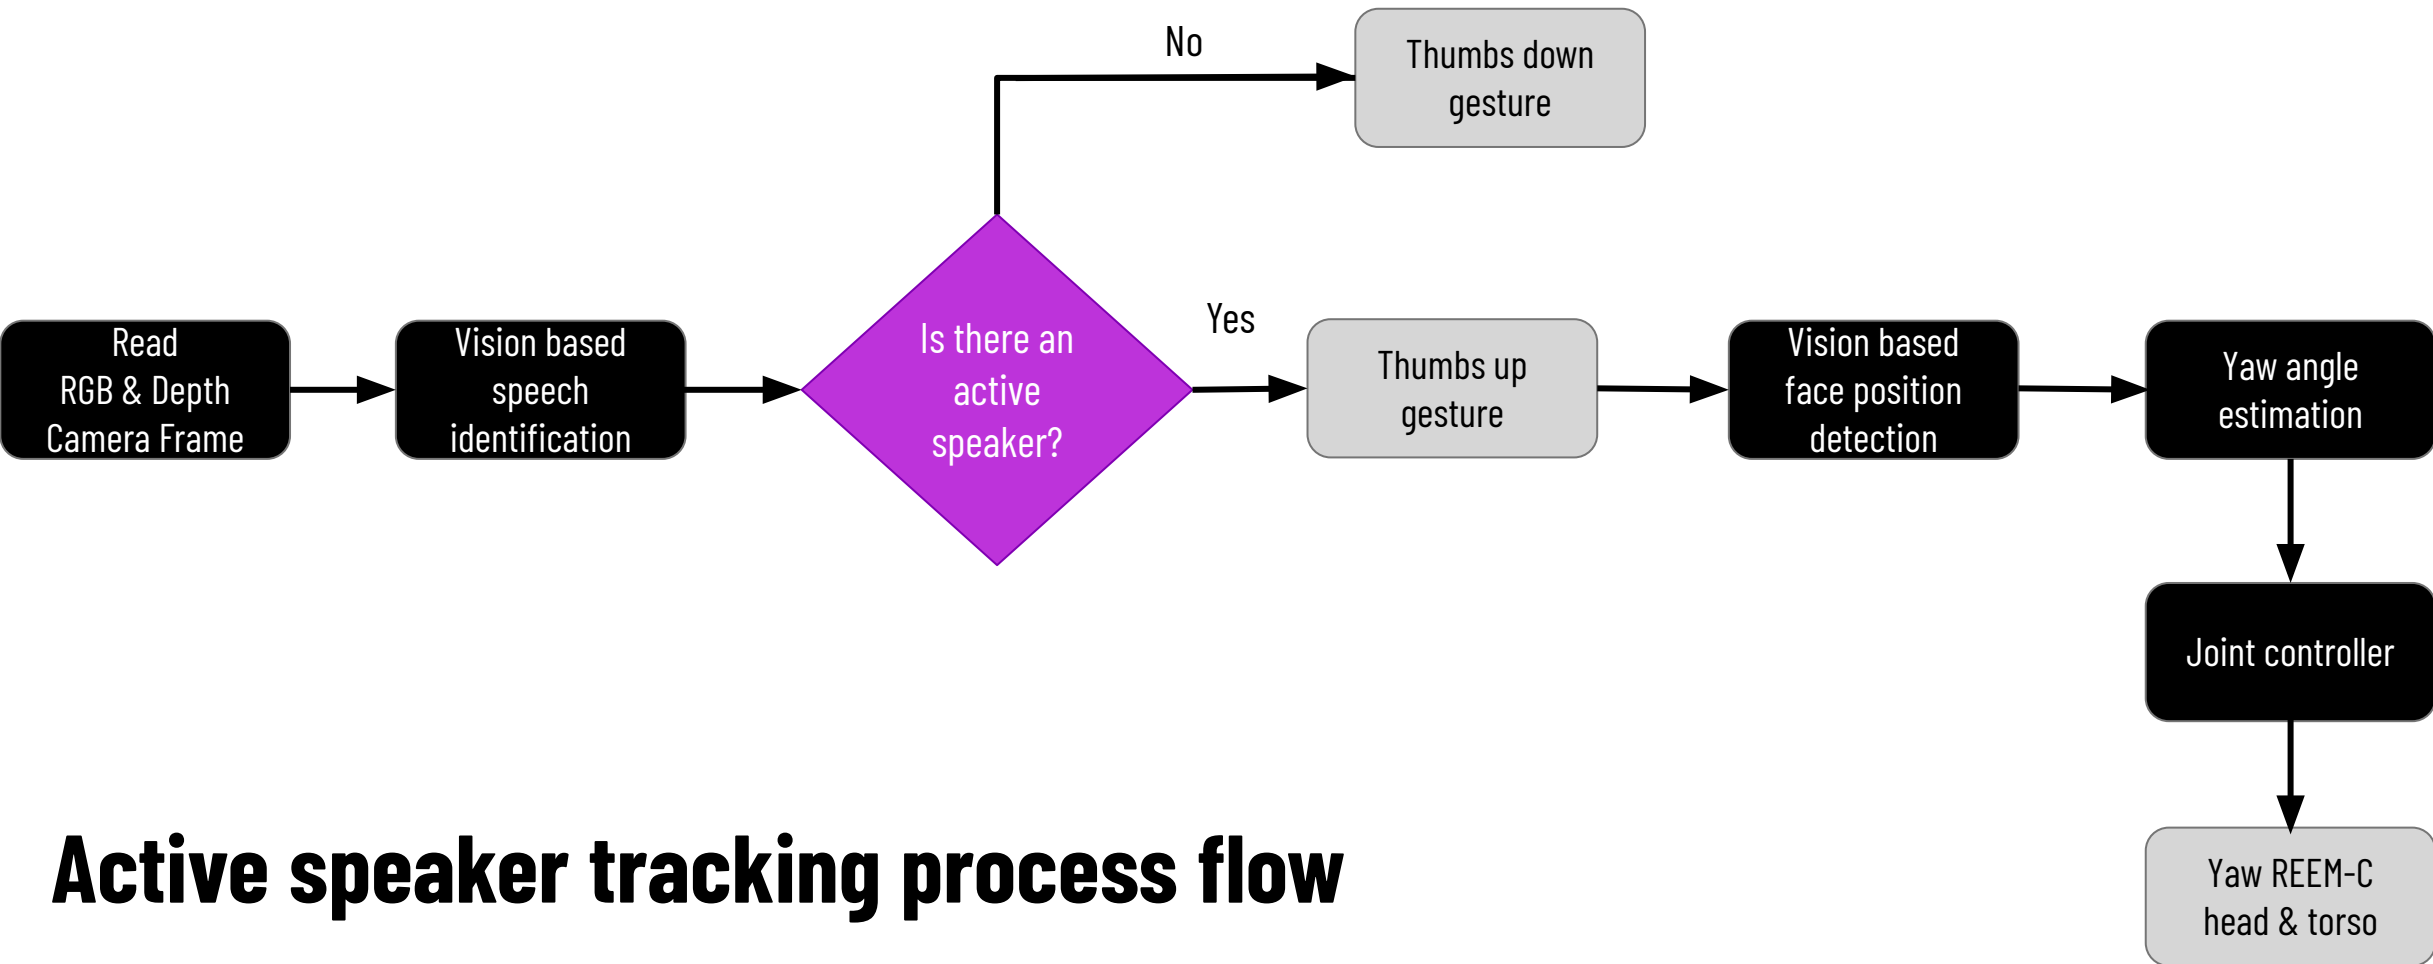 No
Thumbs down
gesture
Read
RGB & Depth
Camera Frame
Vision based
speech
identification
Is there an
active
speaker?
Yes
Thumbs up
gesture
Vision based
face position
detection
Yaw angle
estimation
Joint controller
Yaw REEM-C
head & torso
Active speaker tracking process flow